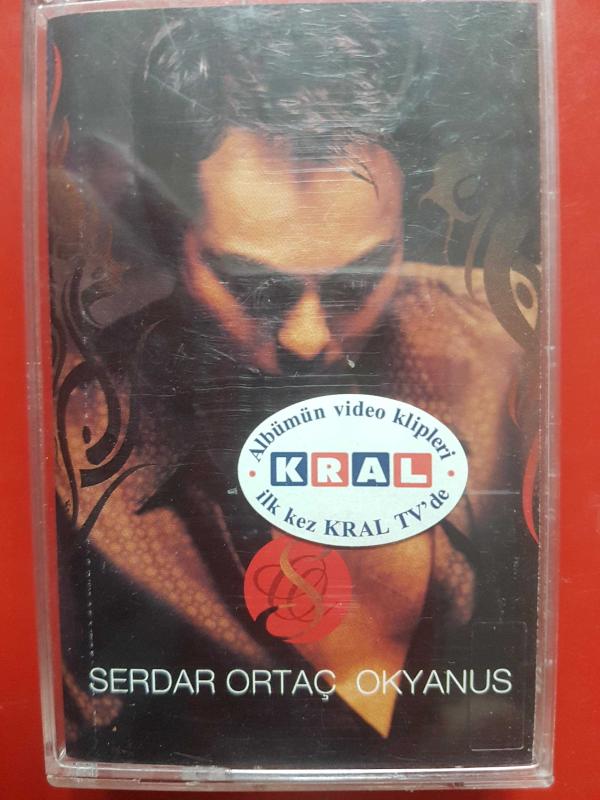 Albümün video klipleri
KRAL
ilk kez KRAL TV'de
SERDAR ORTAÇ OKYANUS